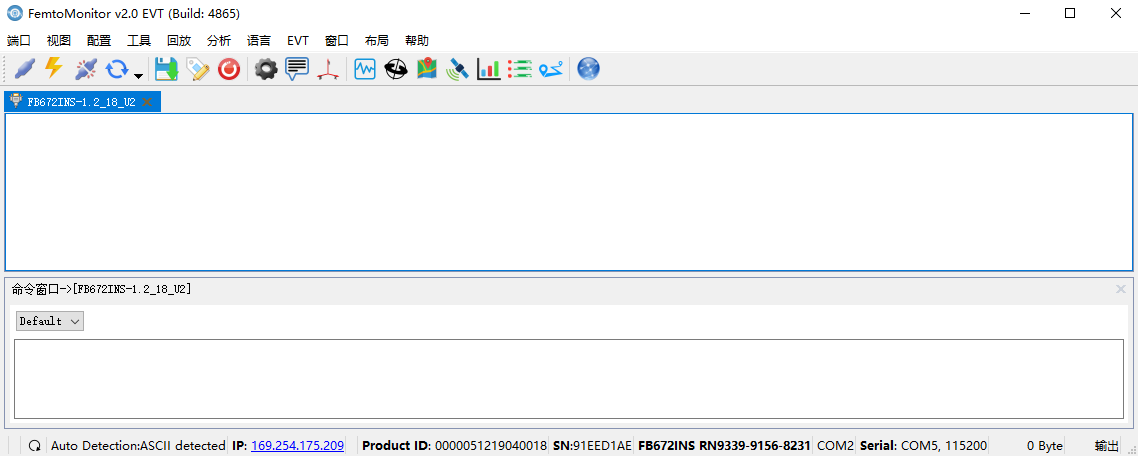 FemtoMonitor v2.0 EVT (Build: 4865)
端口 视图 配置 工具 回放 分析 语言 EVT 窗口 布局 帮助
FB672INS-1.2_18_U2
命令窗口->[FB672INS-1.2_18_U2]
Default
Auto Detection:ASCII detected IP: 169.254.175.209 Product ID: 0000051219040018 SN:91EED1AE FB672INS RN9339-9156-8231 COM2 Serial: COM5, 115200 0 Byte 输出